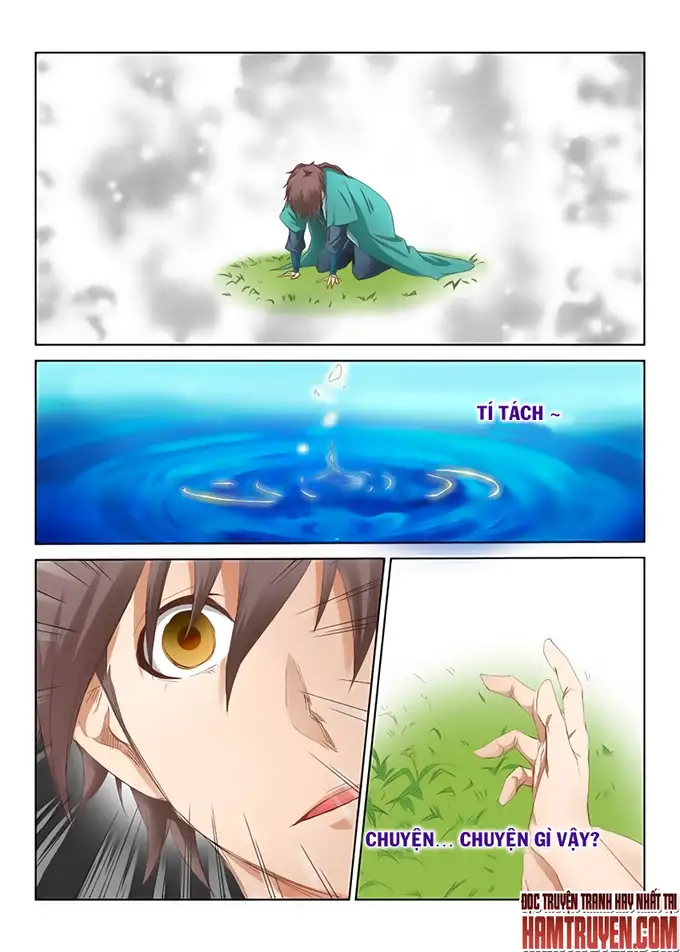 TÍ TÁCH ~
CHUYỆN... CHUYỆN GÌ VẬY?
ĐỌC TRUYỆN TRANH HAY NHẤT TẠI
HAMTRUYEN.COM